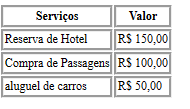 Serviços Valor
Reserva de Hotel R$ 150,00
Compra de Passagens R$ 100,00
aluguel de carros R$ 50,00